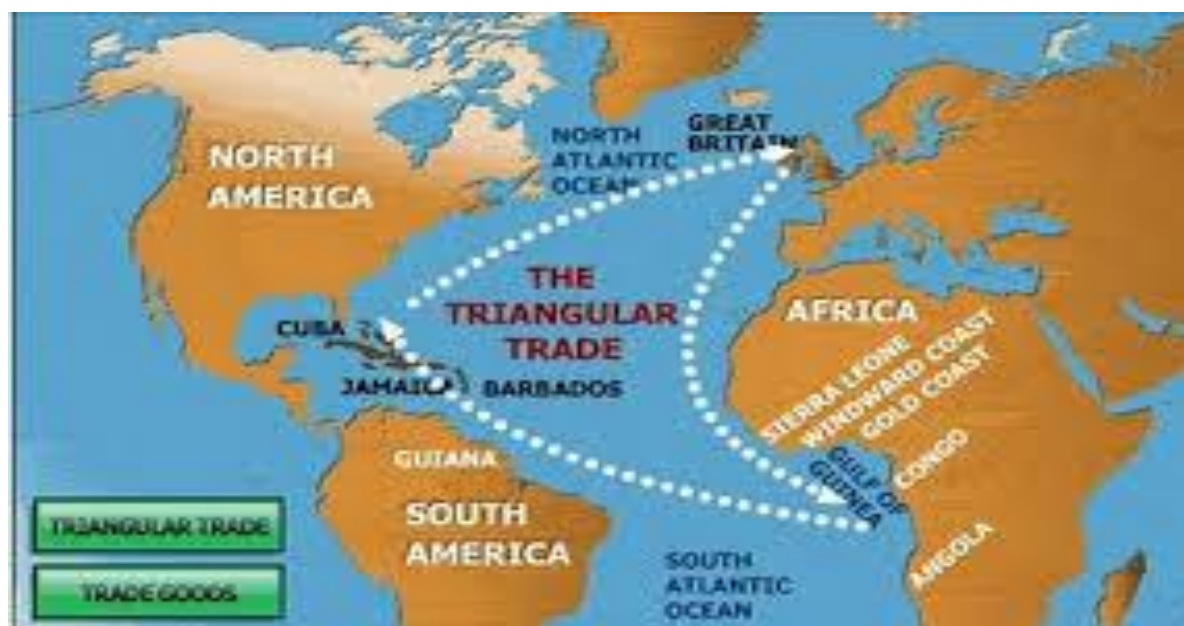 NORTH
AMERICA
NORTH
ATLANTIC
OCEAN
GREAT
BRITAIN
THE
TRIANGULAR
TRADE
CUBA
JAMAICA
BARBADOS
AFRICA
SIERRA LEONE
WINDWARD COAST
GOLD COAST
GULF OF
GUINEA
CONGO
ANGOLA
GUIANA
SOUTH
AMERICA
SOUTH
ATLANTIC
OCEAN
TRIANGULAR TRADE
TRADE GOODS